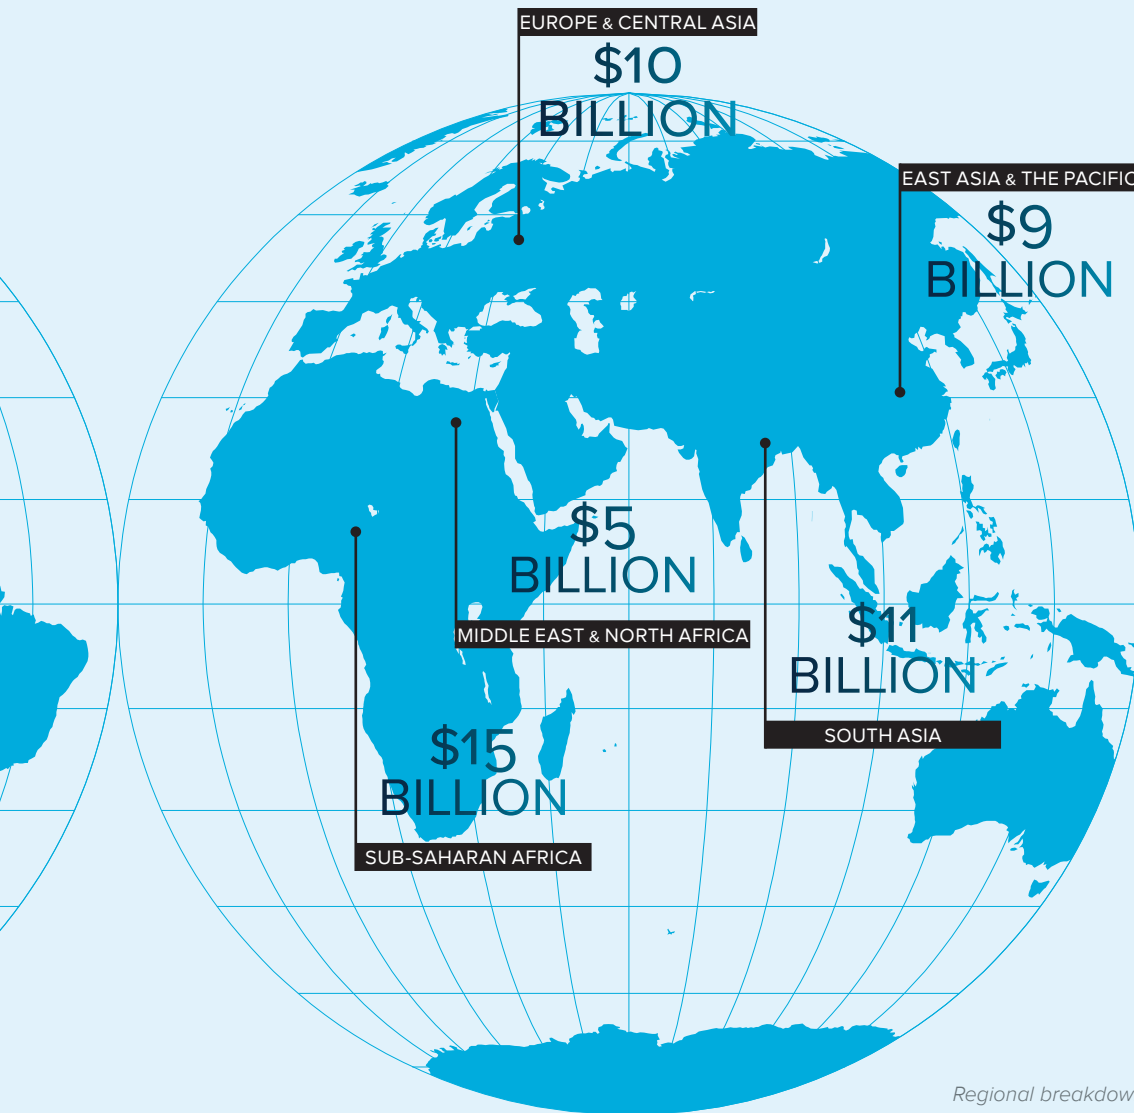 EUROPE & CENTRAL ASIA
$10
BILLION
EAST ASIA & THE PACIFIC
$9
BILLION
$5
BILLION
MIDDLE EAST & NORTH AFRICA
$11
BILLION
SOUTH ASIA
$15
BILLION
SUB-SAHARAN AFRICA
Regional